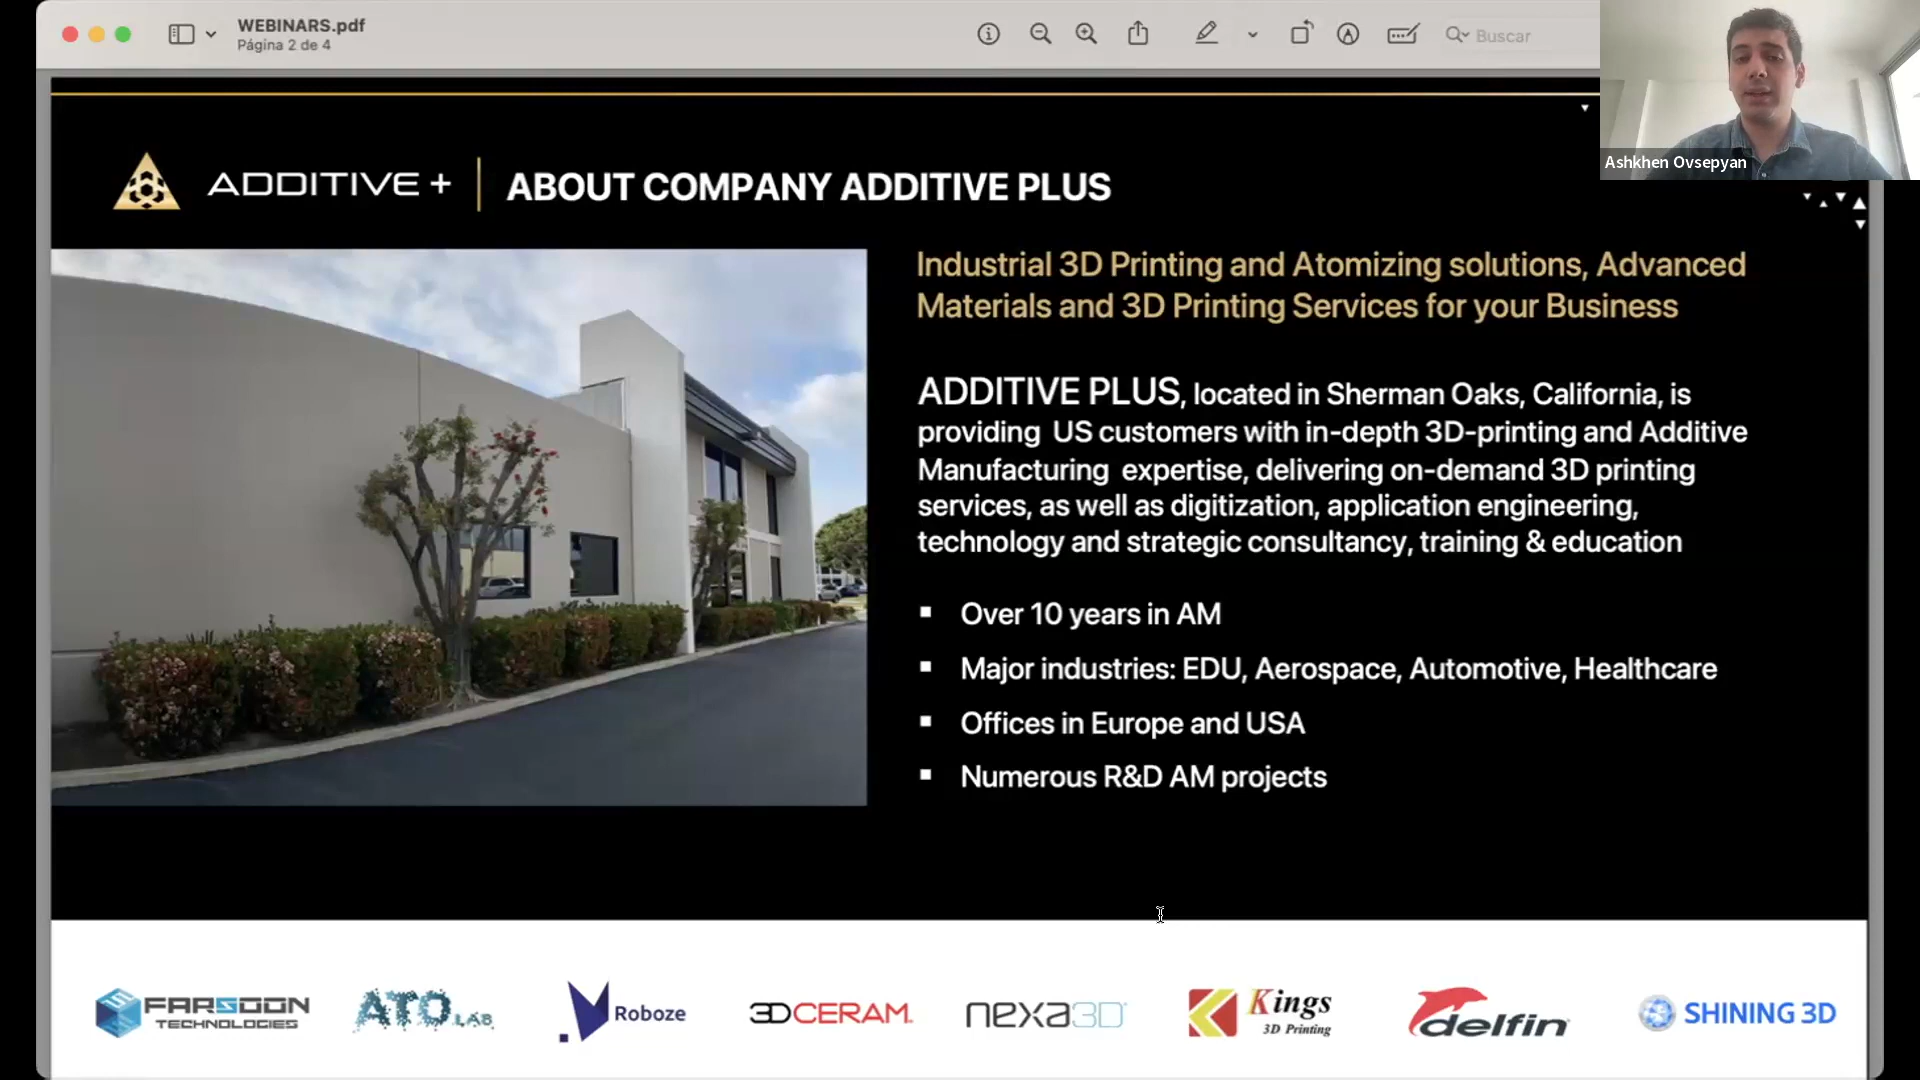 WEBINARS.pdf
Página 2 de 4
Buscar
Ashkhen Ovsepyan
ADDITIVE + ABOUT COMPANY ADDITIVE PLUS
Industrial 3D Printing and Atomizing solutions, Advanced
Materials and 3D Printing Services for your Business
ADDITIVE PLUS, located in Sherman Oaks, California, is
providing US customers with in-depth 3D-printing and Additive
Manufacturing expertise, delivering on-demand 3D printing
services, as well as digitization, application engineering,
technology and strategic consultancy, training & education
▪ Over 10 years in AM
▪ Major industries: EDU, Aerospace, Automotive, Healthcare
▪ Offices in Europe and USA
▪ Numerous R&D AM projects
FARSOON
TECHNOLOGIES
ATO.LAB
Roboze
3DCERAM
nexa3D
Kings
3D Printing
delfin
SHINING 3D